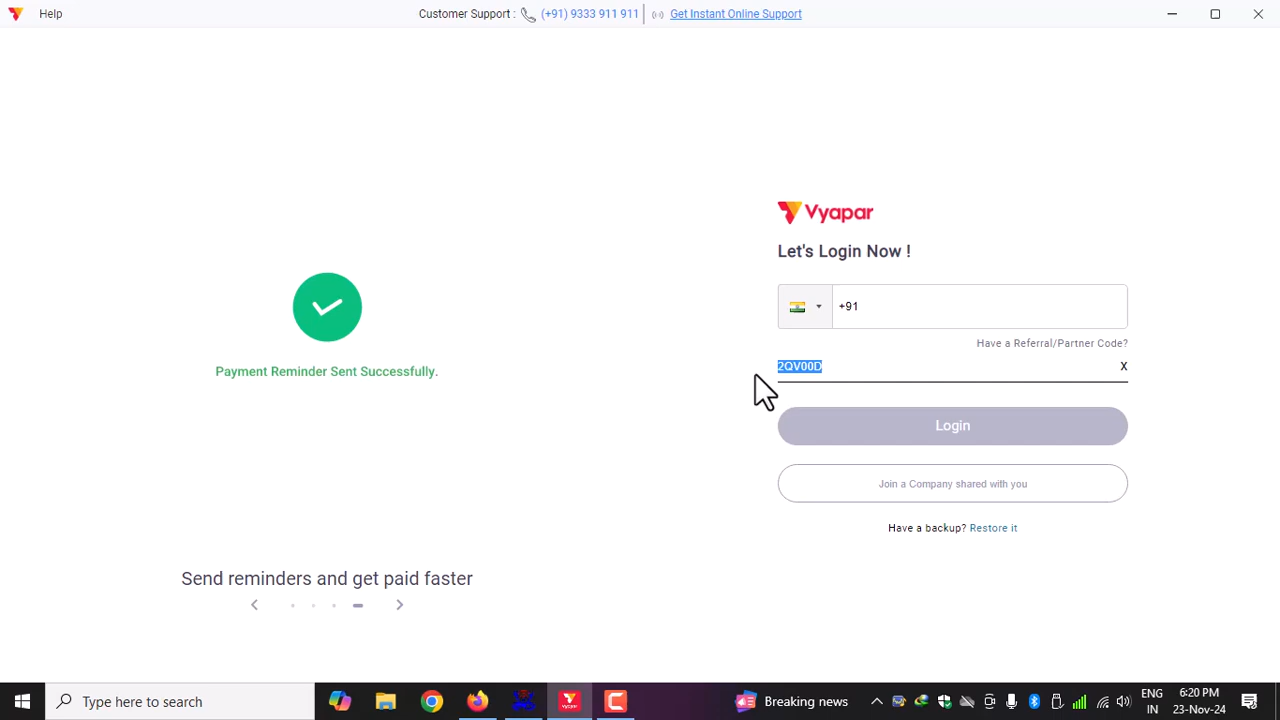 Help
Customer Support : (+91) 9333 911 911 Get Instant Online Support
Vyapar
Let's Login Now !
+91
Have a Referral/Partner Code?
2QV00D X
Payment Reminder Sent Successfully.
Login
Join a Company shared with you
Have a backup? Restore it
Send reminders and get paid faster
Type here to search
Breaking news
ENG
IN
6:20 PM
23-Nov-24